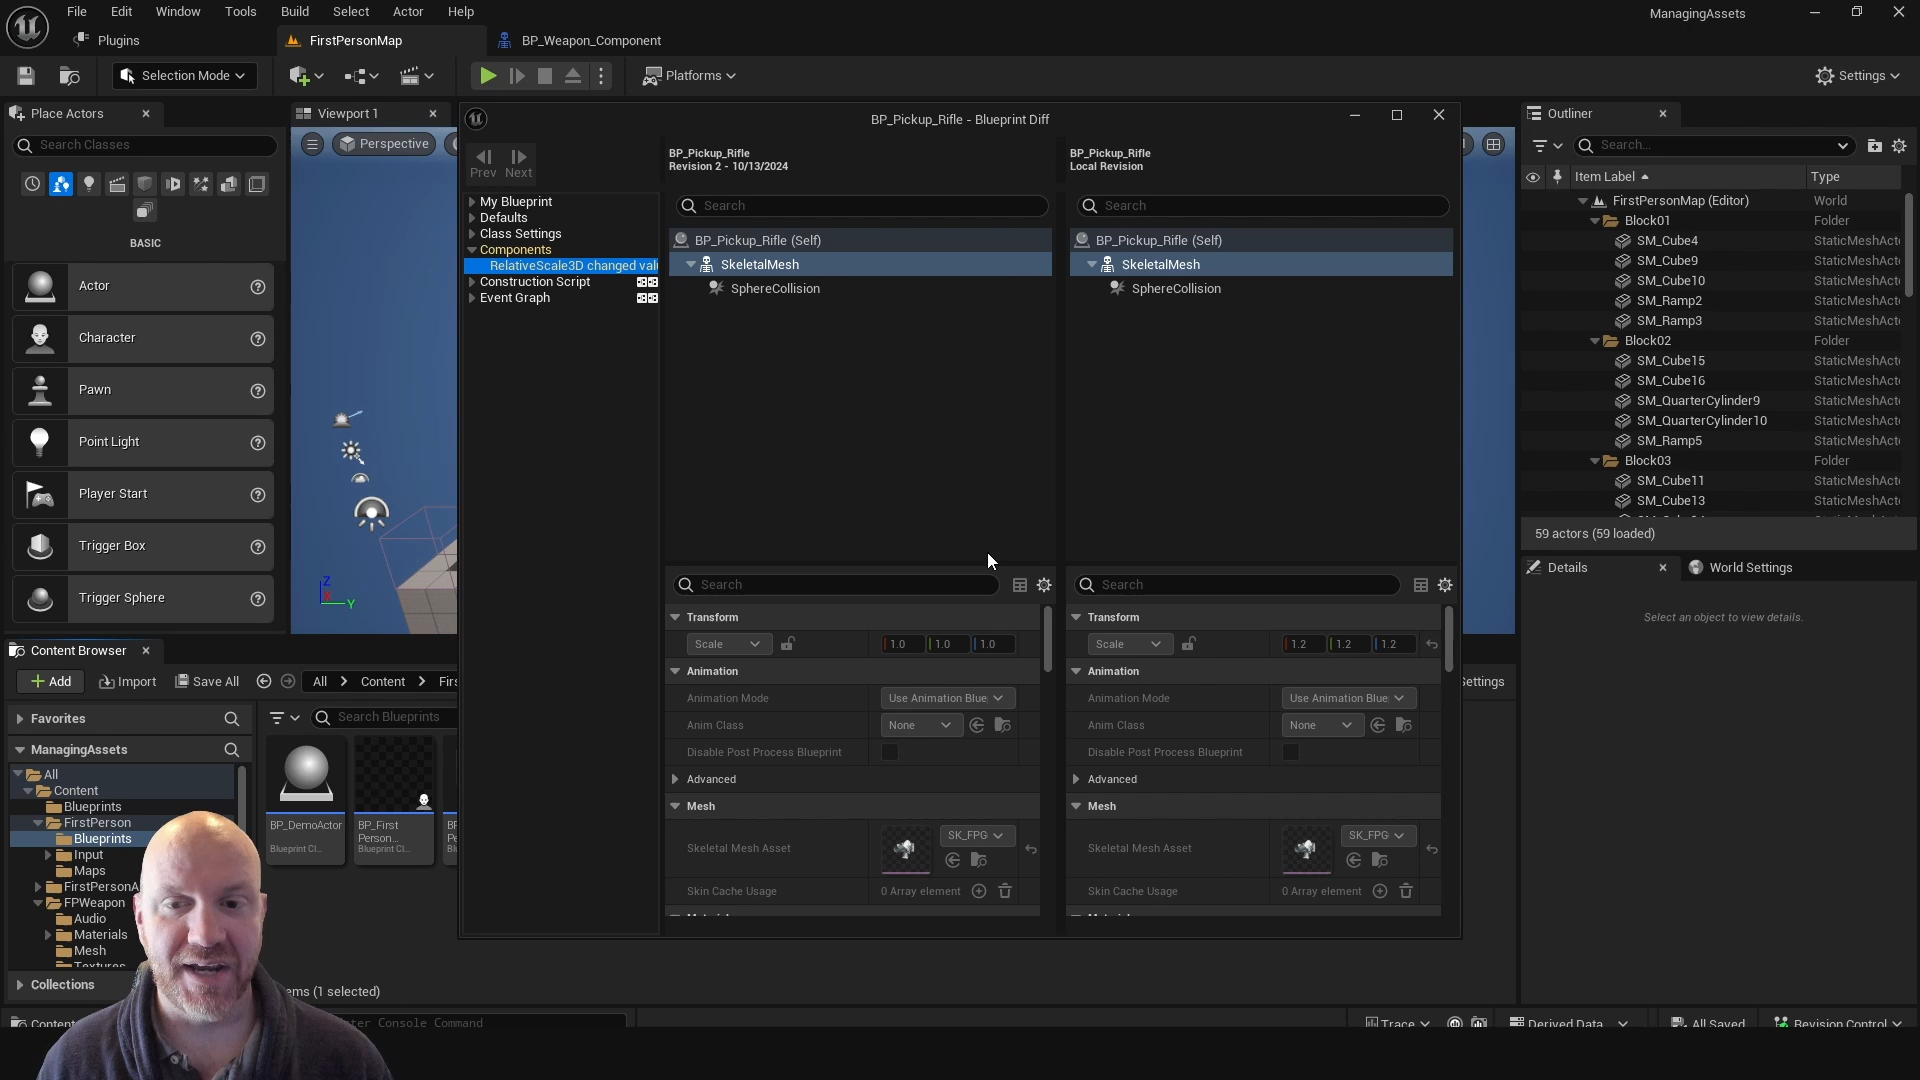 File Edit Window Tools Build Select Actor Help
ManagingAssets
Plugins
FirstPersonMap
BP_Weapon_Component
Selection Mode
Platforms
Settings
Place Actors
Search Classes
BASIC
Actor
Character
Pawn
Point Light
Player Start
Trigger Box
Trigger Sphere
Viewport 1
Perspective
BP_Pickup_Rifle - Blueprint Diff
Prev Next
My Blueprint
Defaults
Class Settings
Components
RelativeScale3D changed val
Construction Script
Event Graph
BP_Pickup_Rifle
Revision 2 - 10/13/2024
Search
BP_Pickup_Rifle (Self)
SkeletalMesh
SphereCollision
Search
Transform
Scale 1.0 1.0 1.0
Animation
Animation Mode Use Animation Blue
Anim Class None
Disable Post Process Blueprint
Advanced
Mesh
Skeletal Mesh Asset SK_FPG
Skin Cache Usage 0 Array element
BP_Pickup_Rifle
Local Revision
Search
BP_Pickup_Rifle (Self)
SkeletalMesh
SphereCollision
Search
Transform
Scale 1.2 1.2 1.2
Animation
Animation Mode Use Animation Blue
Anim Class None
Disable Post Process Blueprint
Advanced
Mesh
Skeletal Mesh Asset SK_FPG
Skin Cache Usage 0 Array element
Outliner
Search...
Item Label Type
FirstPersonMap (Editor) World
Block01 Folder
SM_Cube4 StaticMeshActo
SM_Cube9 StaticMeshActo
SM_Cube10 StaticMeshActo
SM_Ramp2 StaticMeshActo
SM_Ramp3 StaticMeshActo
Block02 Folder
SM_Cube15 StaticMeshActo
SM_Cube16 StaticMeshActo
SM_QuarterCylinder9 StaticMeshActo
SM_QuarterCylinder10 StaticMeshActo
SM_Ramp5 StaticMeshActo
Block03 Folder
SM_Cube11 StaticMeshActo
SM_Cube13 StaticMeshActo
59 actors (59 loaded)
Details
World Settings
Select an object to view details.
Content Browser
Add Import Save All All Content Firs
ettings
Favorites
Search Blueprints
ManagingAssets
All
Content
Blueprints
FirstPerson
Blueprints
Input
Maps
FirstPersonA
FPWeapon
Audio
Materials
Mesh
Textures
Collections
BP_DemoActor
Blueprint Cl...
BP_First
Person...
Blueprint Cl...
ems (1 selected)
Content
nter Console Command
Trace
Derived Data
All Saved
Revision Control
X Y Z